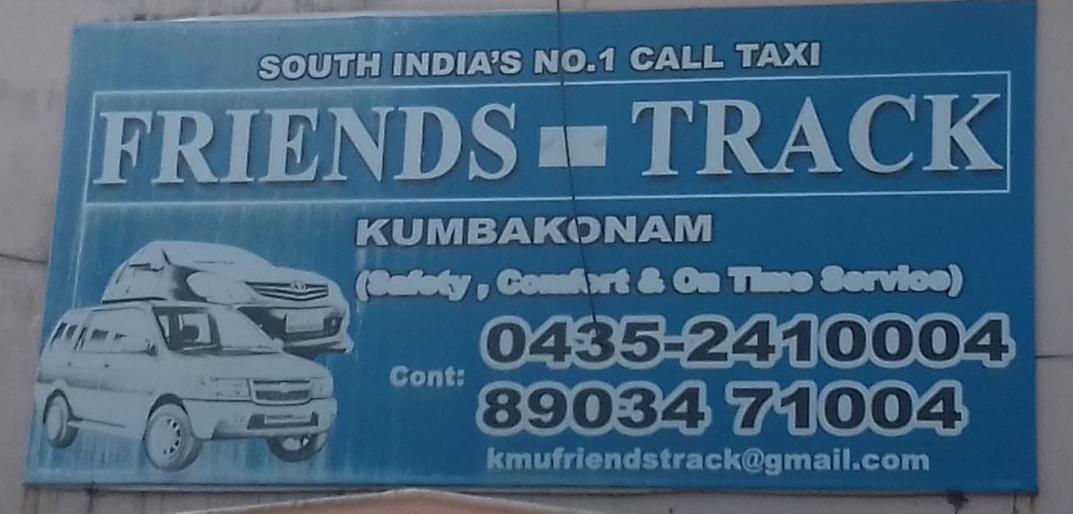 SOUTH INDIA'S NO.1 CALL TAXI
FRIENDS - TRACK
KUMBAKONAM
(Safety , Comfort & On Time Service)
Cont: 0435-2410004
89034 71004
kmufriendstrack@gmail.com